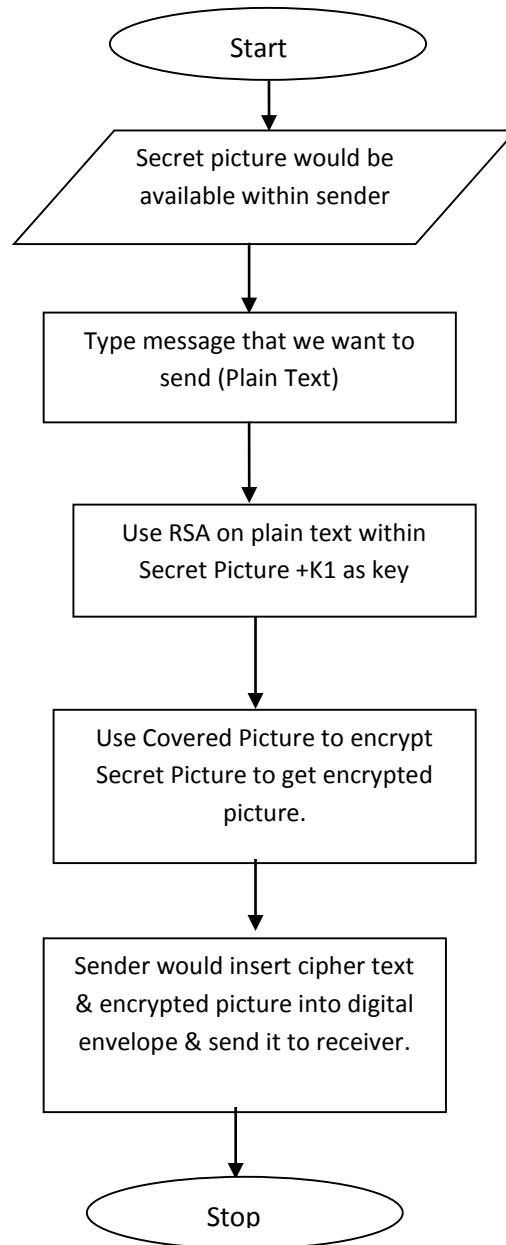 Start
Secret picture would be
available within sender
Type message that we want to
send (Plain Text)
Use RSA on plain text within
Secret Picture +K1 as key
Use Covered Picture to encrypt
Secret Picture to get encrypted
picture.
Sender would insert cipher text
& encrypted picture into digital
envelope & send it to receiver.
Stop